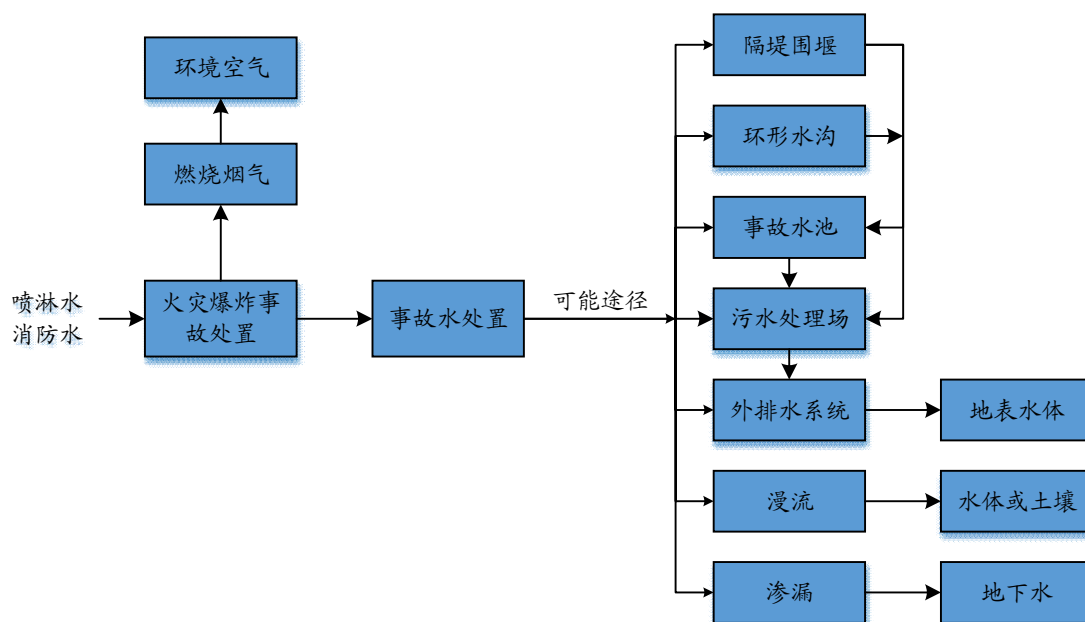 环境空气
燃烧烟气
喷淋水
消防水
火灾爆炸事
故处置
事故水处置
可能途径
隔堤围堰
环形水沟
事故水池
污水处理场
外排水系统
地表水体
漫流
水体或土壤
渗漏
地下水